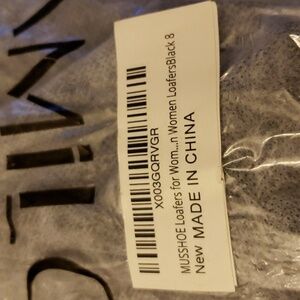 X003GQRVGR
MUSSHOE Loafers for Wom...n Women LoafersBlack 8
New MADE IN CHINA